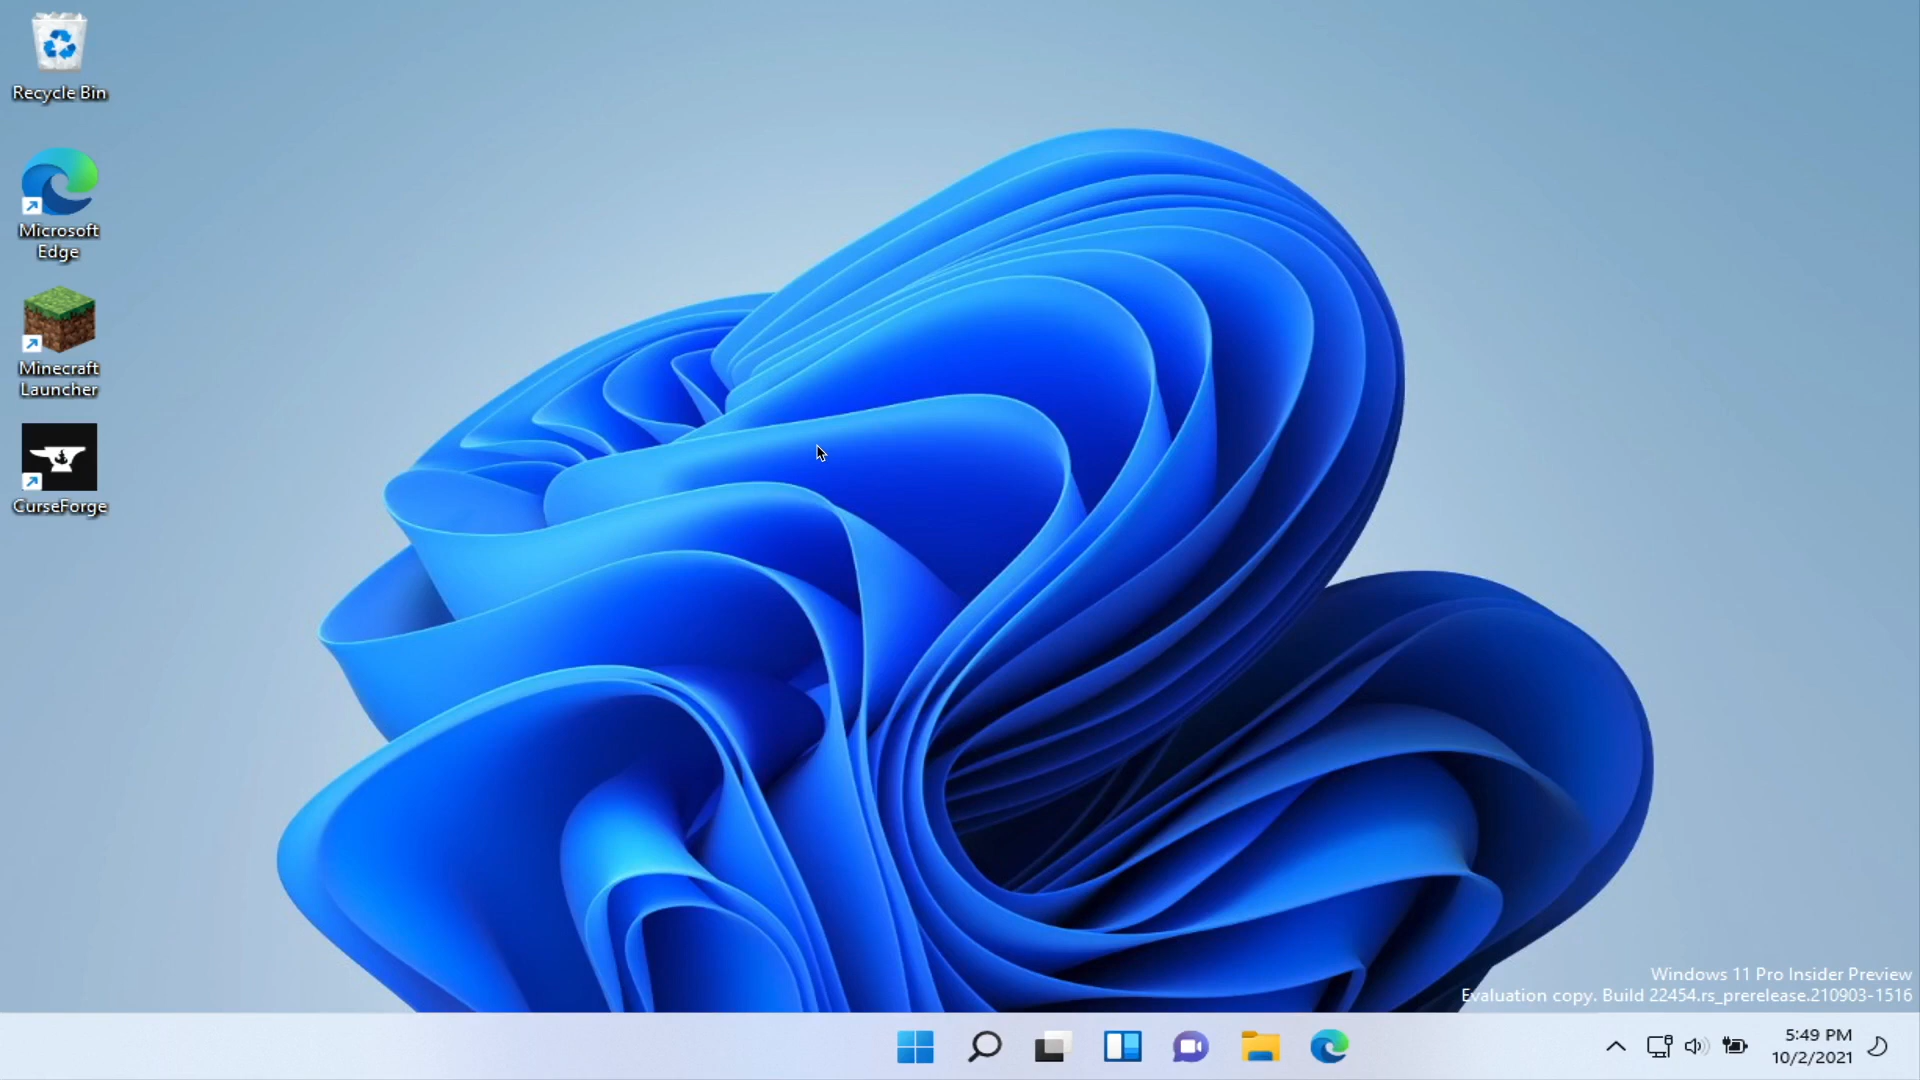 Recycle Bin
Microsoft
Edge
Minecraft
Launcher
CurseForge
Windows 11 Pro Insider Preview
Evaluation copy. Build 22454.rs_prerelease.210903-1516
5:49 PM
10/2/2021